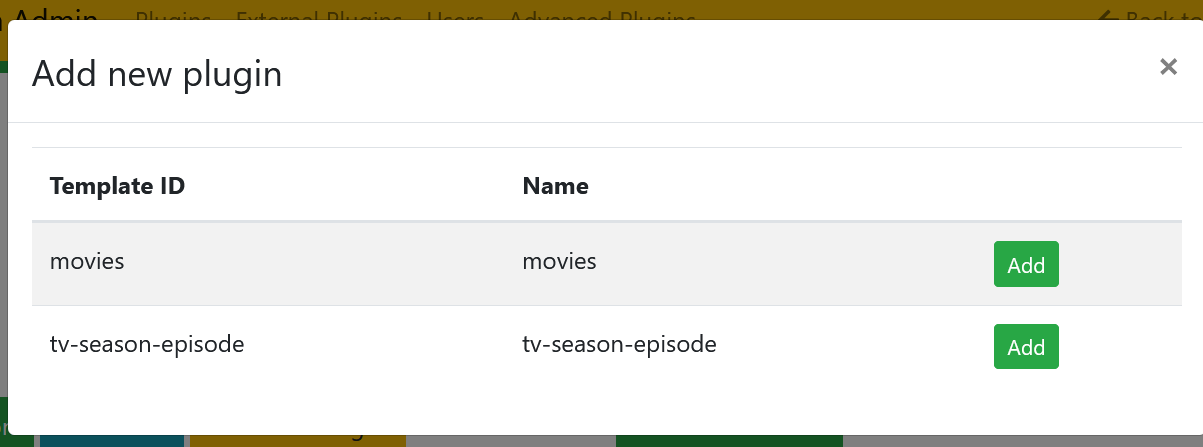 Admin Plugins External Plugins Users Advanced Plugins Back to
Add new plugin
×
Template ID Name
movies movies Add
tv-season-episode tv-season-episode Add